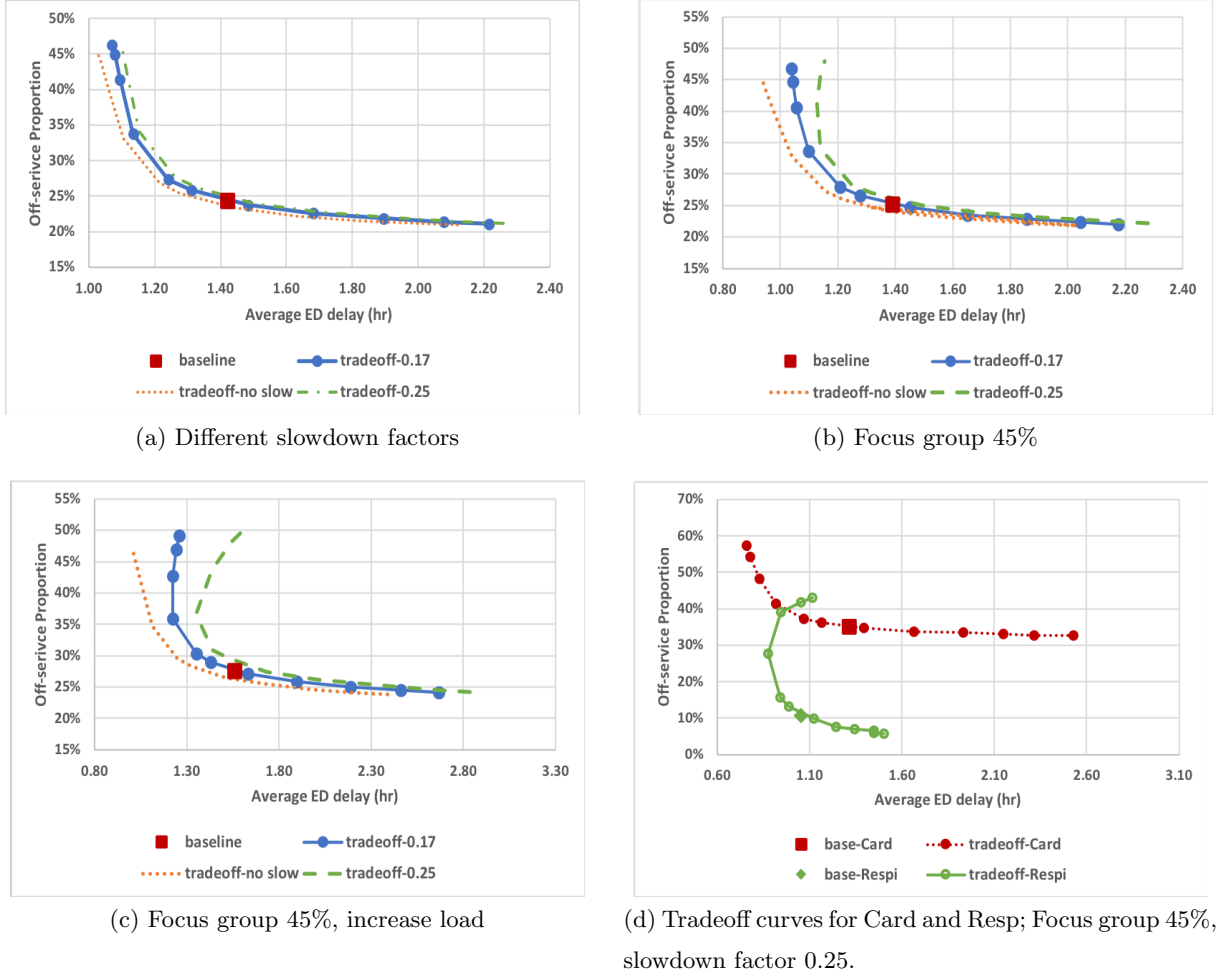 50%
45%
40%
35%
30%
25%
20%
15%
Off-serivce Proportion
1.00 1.20 1.40 1.60 1.80 2.00 2.20 2.40
Average ED delay (hr)
baseline tradeoff-0.17
tradeoff-no slow tradeoff-0.25
(a) Different slowdown factors
55%
50%
45%
40%
35%
30%
25%
20%
15%
Off-serivce Proportion
0.80 1.00 1.20 1.40 1.60 1.80 2.00 2.20 2.40
Average ED delay (hr)
baseline tradeoff-0.17
tradeoff-no slow tradeoff-0.25
(b) Focus group 45%
55%
50%
45%
40%
35%
30%
25%
20%
15%
Off-serivce Proportion
0.80 1.30 1.80 2.30 2.80 3.30
Average ED delay (hr)
baseline tradeoff-0.17
tradeoff-no slow tradeoff-0.25
(c) Focus group 45%, increase load
70%
60%
50%
40%
30%
20%
10%
0%
Off-service Proportion
0.60 1.10 1.60 2.10 2.60 3.10
Average ED delay (hr)
base-Card tradeoff-Card
base-Respi tradeoff-Respi
(d) Tradeoff curves for Card and Resp; Focus group 45%,
slowdown factor 0.25.